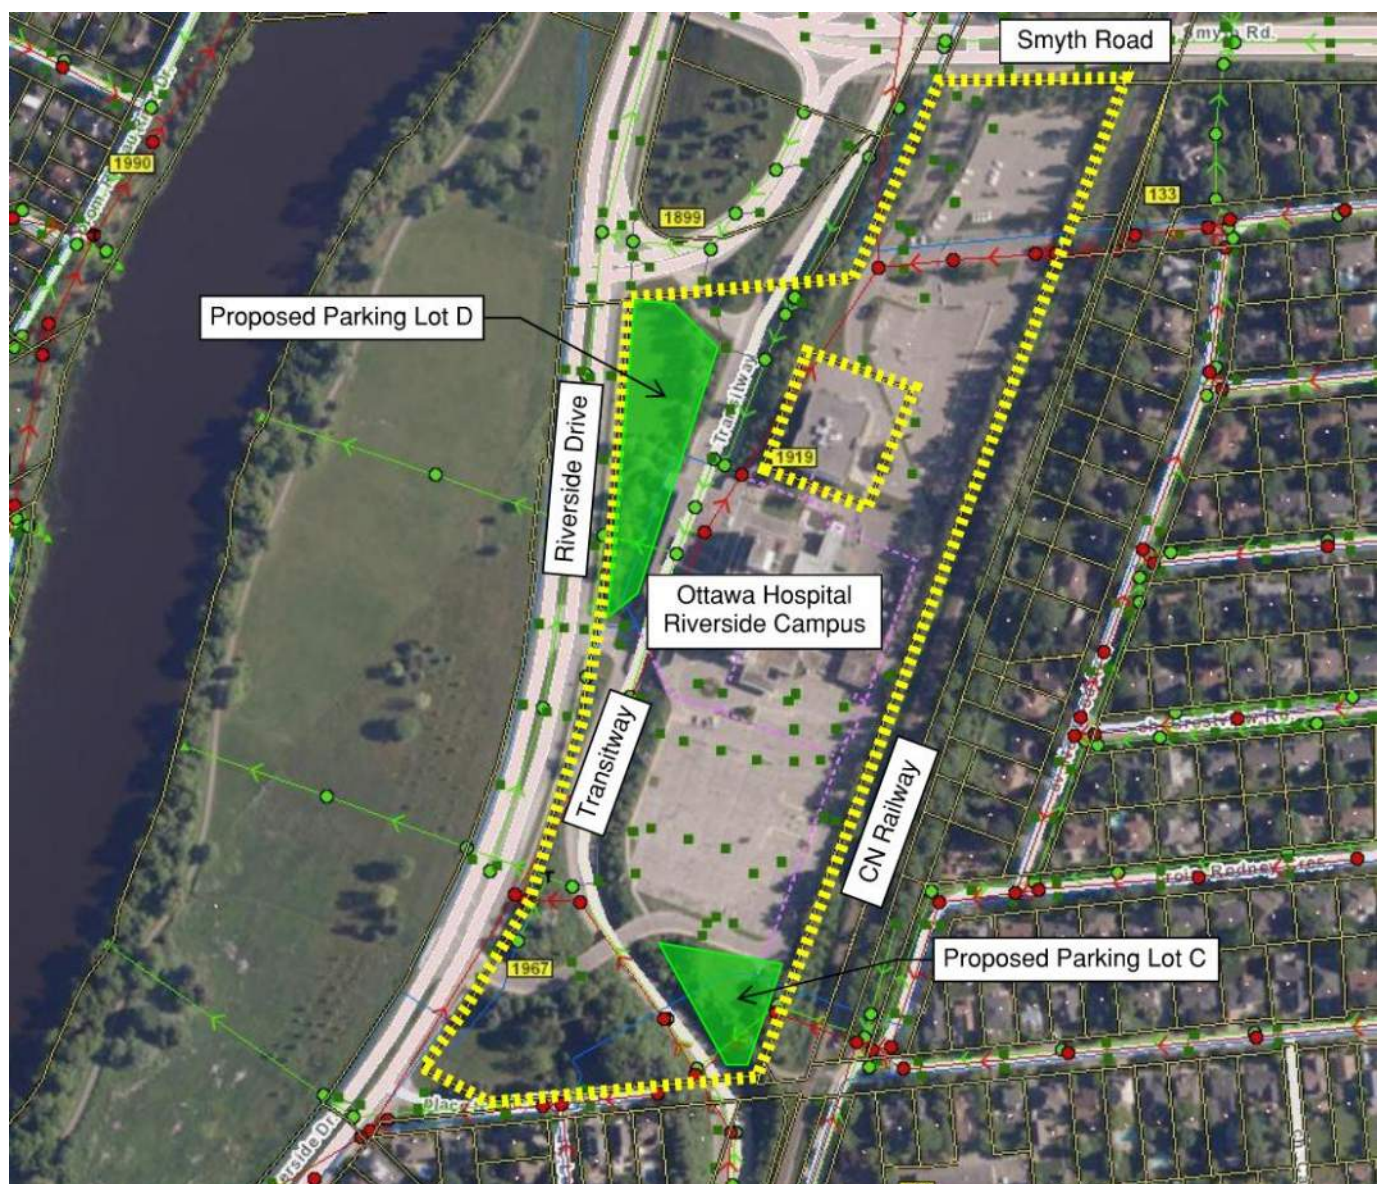 Smyth Road
Smyth Rd.
1990
133
1899
Proposed Parking Lot D
Transitway
Riverside Drive
1919
Ottawa Hospital
Riverside Campus
Transitway
CN Railway
Proposed Parking Lot C
1967